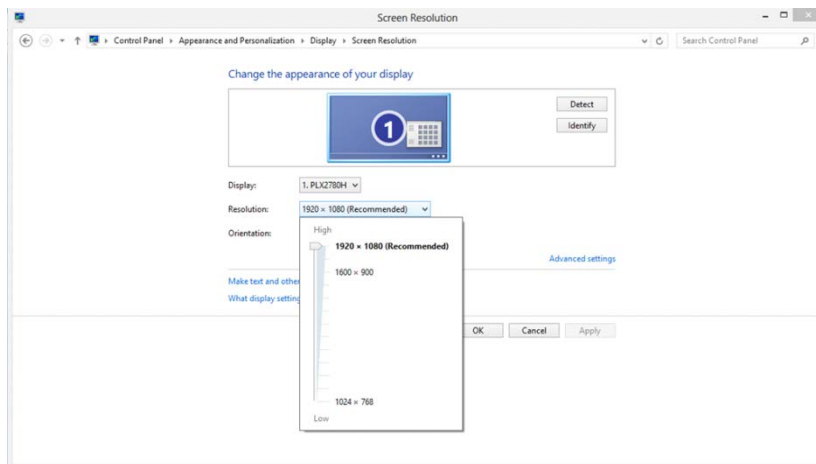 Screen Resolution
Control Panel ▸ Appearance and Personalization ▸ Display ▸ Screen Resolution
Search Control Panel
Change the appearance of your display
1
Detect
Identify
Display: 1. PLX2780H
Resolution: 1920 × 1080 (Recommended)
Orientation:
High
1920 × 1080 (Recommended)
1600 × 900
1024 × 768
Low
Advanced settings
Make text and other
What display setting
OK Cancel Apply